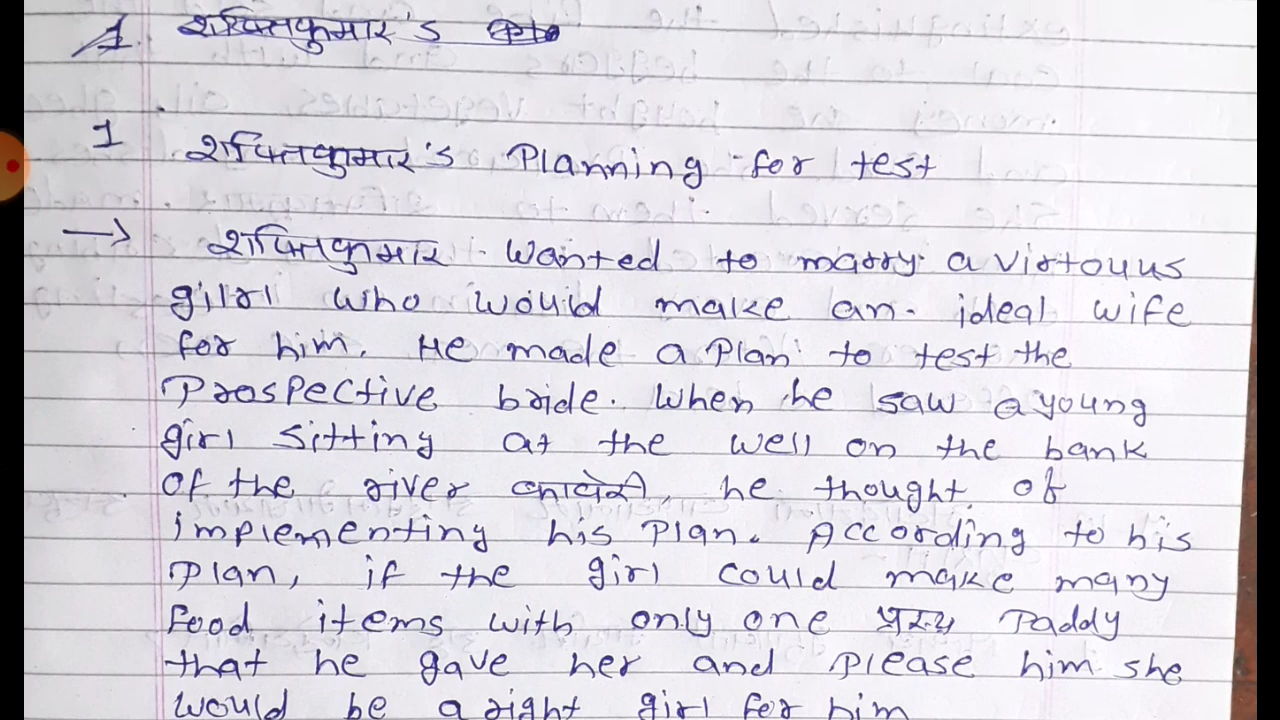 1. शक्तिकुमार's
1 शक्तिकुमार's Planning for test
→ शक्तिकुमार wanted to marry a virtouus
gilrl who would make an ideal wife
for him. He made a plan to test the
Prospective bride. When he saw a young
girl sitting at the well on the bank
of the river कावेरी, he thought of
implementing his plan. According to his
plan, if the girl could make many
food items with only one प्रस्थ Paddy
that he gave her and please him she
would be a right girl for him